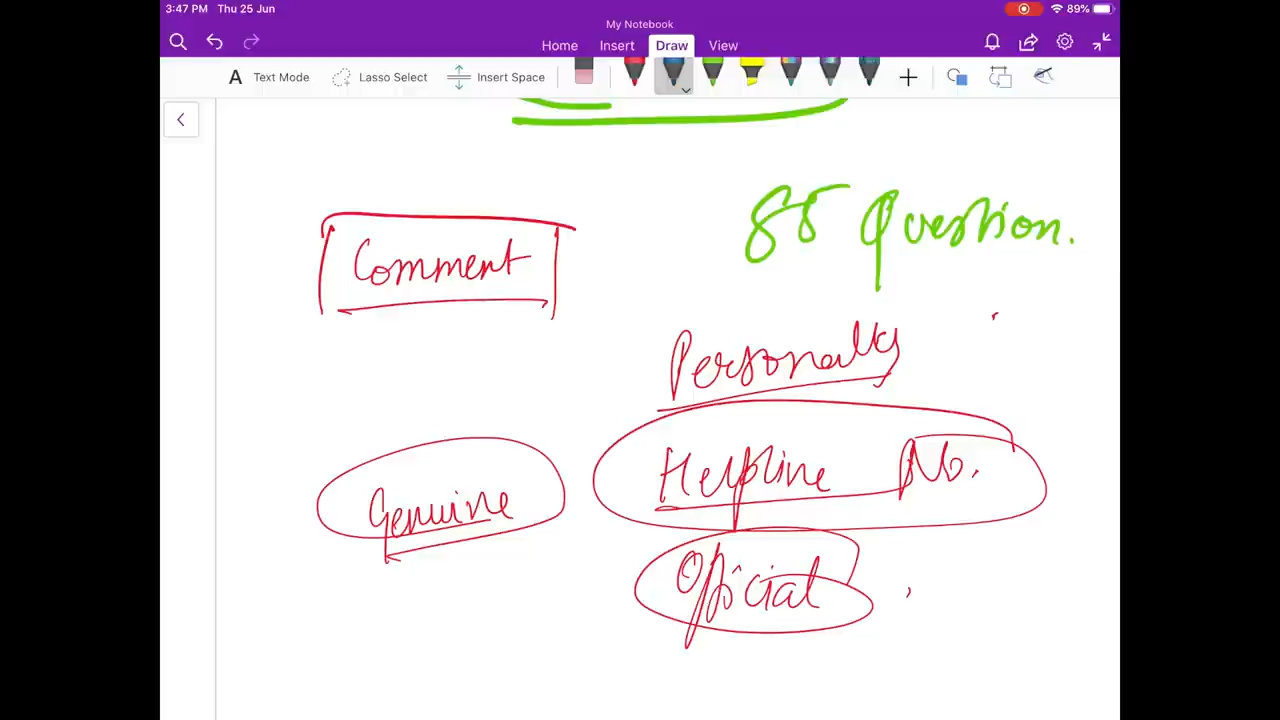 3:47 PM Thu 25 Jun 89%
My Notebook
Home Insert Draw View
A Text Mode Lasso Select Insert Space
85 Question.
Comment
Personally
Helpline No.
Genuine
Official